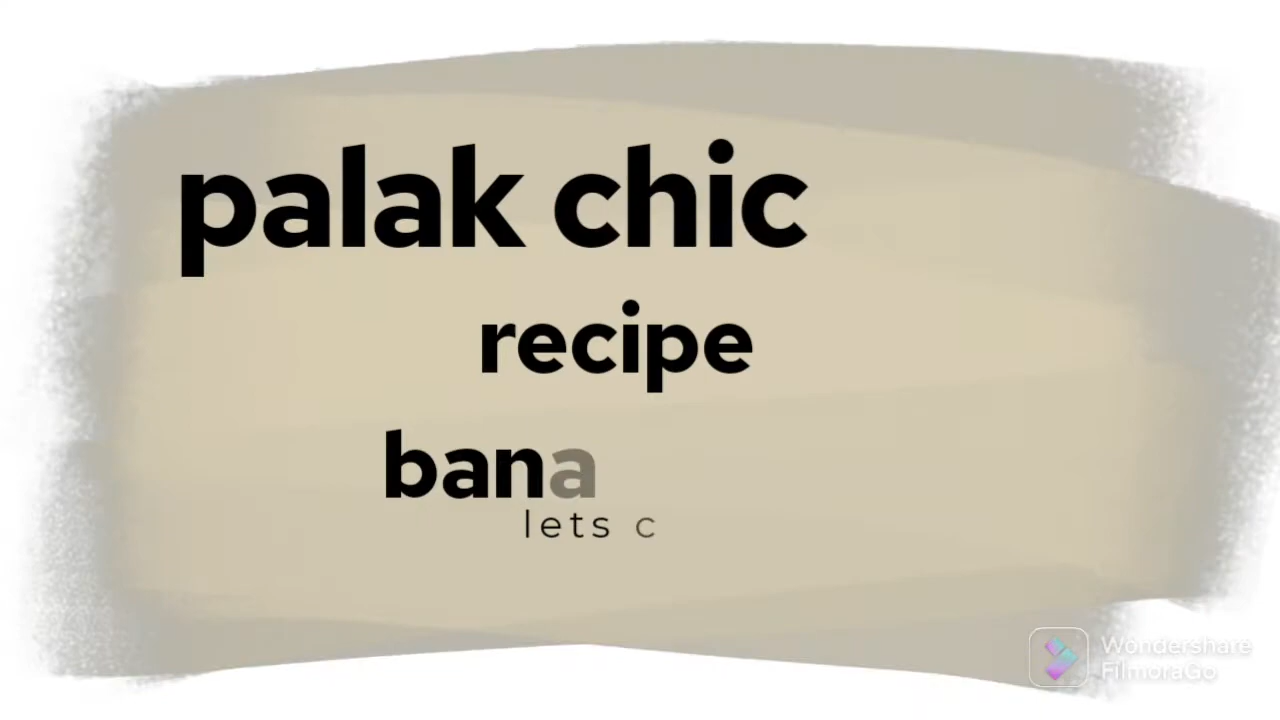 palak chic
recipe
bana
lets c
Wondershare
FilmoraGo